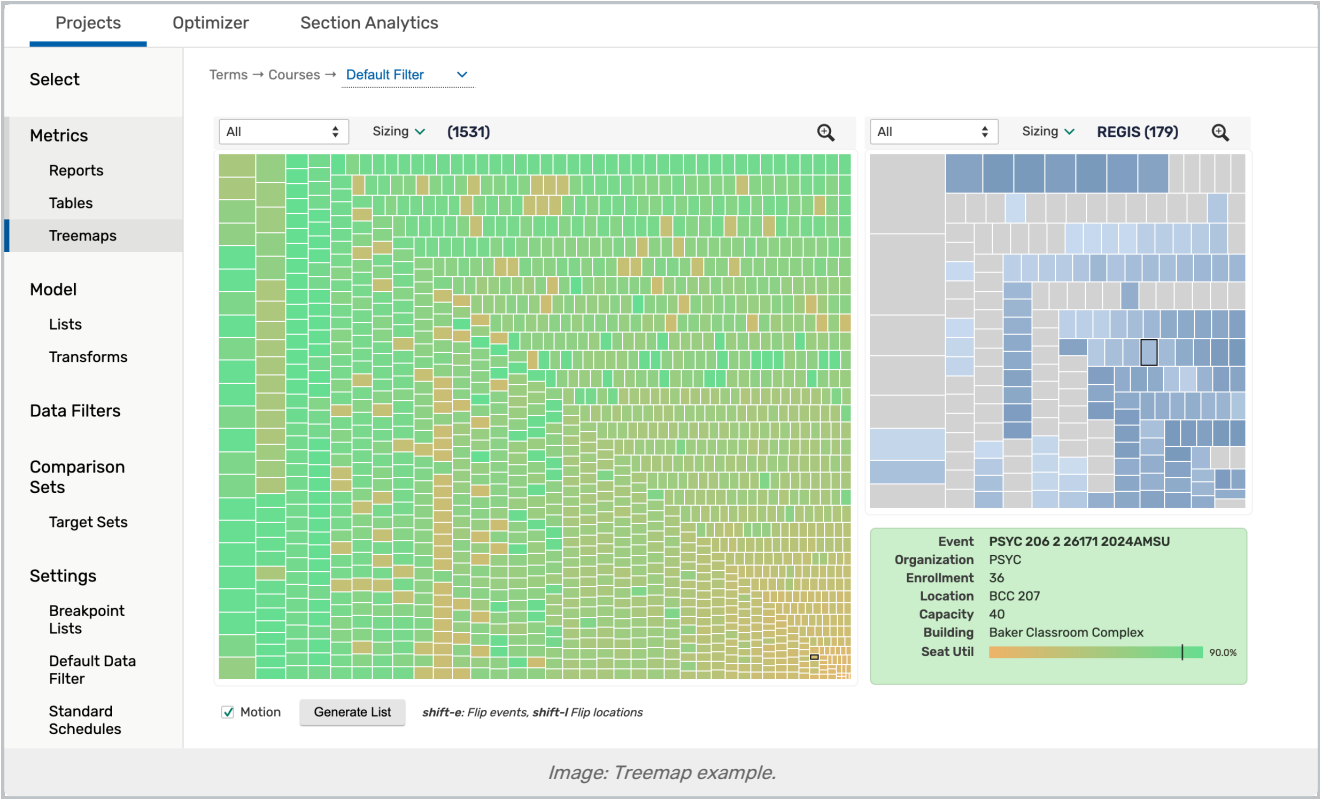 Projects Optimizer Section Analytics
Select
Metrics
Reports
Tables
Treemaps
Model
Lists
Transforms
Data Filters
Comparison
Sets
Target Sets
Settings
Breakpoint
Lists
Default Data
Filter
Standard
Schedules
Terms → Courses → Default Filter
All Sizing (1531)
All Sizing REGIS (179)
Event PSYC 206 2 26171 2024AMSU
Organization PSYC
Enrollment 36
Location BCC 207
Capacity 40
Building Baker Classroom Complex
Seat Util 90.0%
Motion Generate List shift-e: Flip events, shift-l Flip locations
Image: Treemap example.